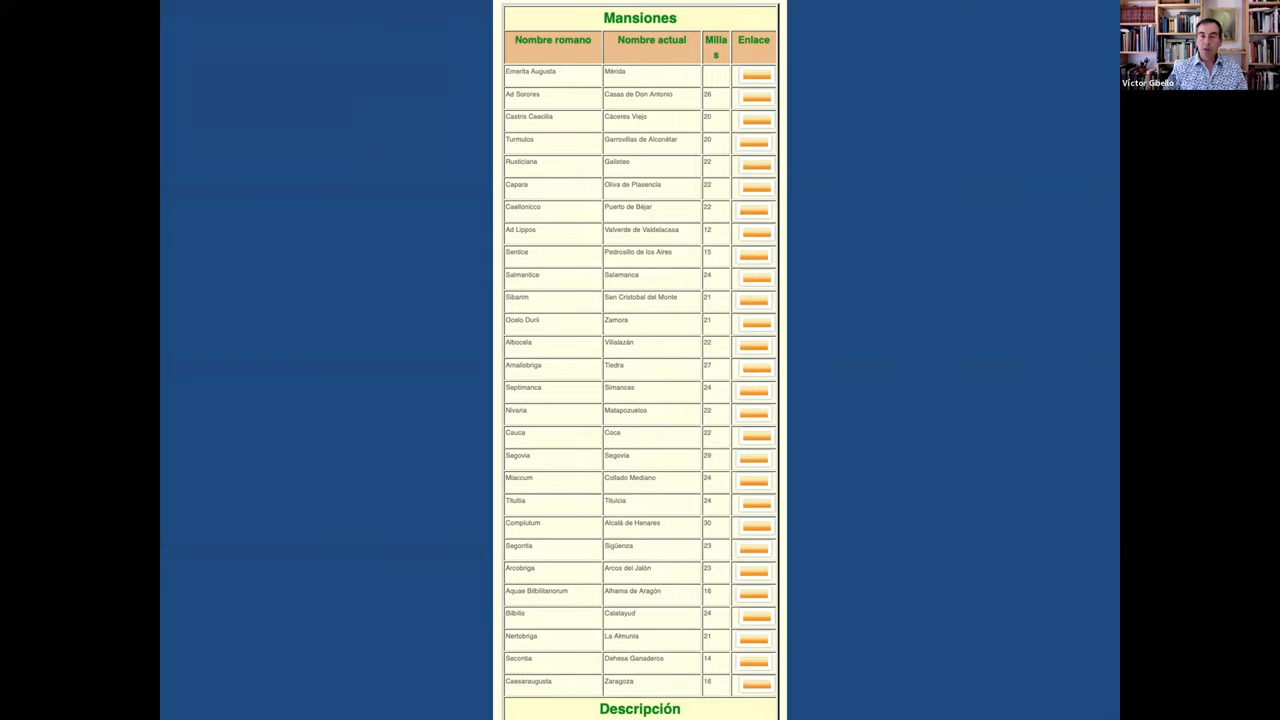 Mansiones
Nombre romano Nombre actual Milla Enlace
s
Emerita Augusta Mérida
Ad Sorores Casas de Don Antonio 26
Castris Caecilia Cáceres Viejo 20
Turmulos Garrovillas de Alconétar 20
Rusticiana Galisteo 22
Capara Oliva de Plasencia 22
Caelionicco Puerto de Béjar 22
Ad Lippos Valverde de Valdelacasa 12
Sentice Pedrosillo de los Aires 15
Salmantice Salamanca 24
Sibarim San Cristobal del Monte 21
Ocelo Durii Zamora 21
Albocela Villalazán 22
Amallobriga Tiedra 27
Septimanca Simancas 24
Nivaria Matapozuelos 22
Cauca Coca 22
Segovia Segovia 29
Miaccum Collado Mediano 24
Titultia Titulcia 24
Complutum Alcalá de Henares 30
Segontia Sigüenza 23
Arcobriga Arcos del Jalón 23
Aquae Bilbilitanorum Alhama de Aragón 16
Bilbilis Calatayud 24
Nertobriga La Almunia 21
Secontia Dehesa Ganaderos 14
Caesaraugusta Zaragoza 16
Descripción
Víctor Gibello